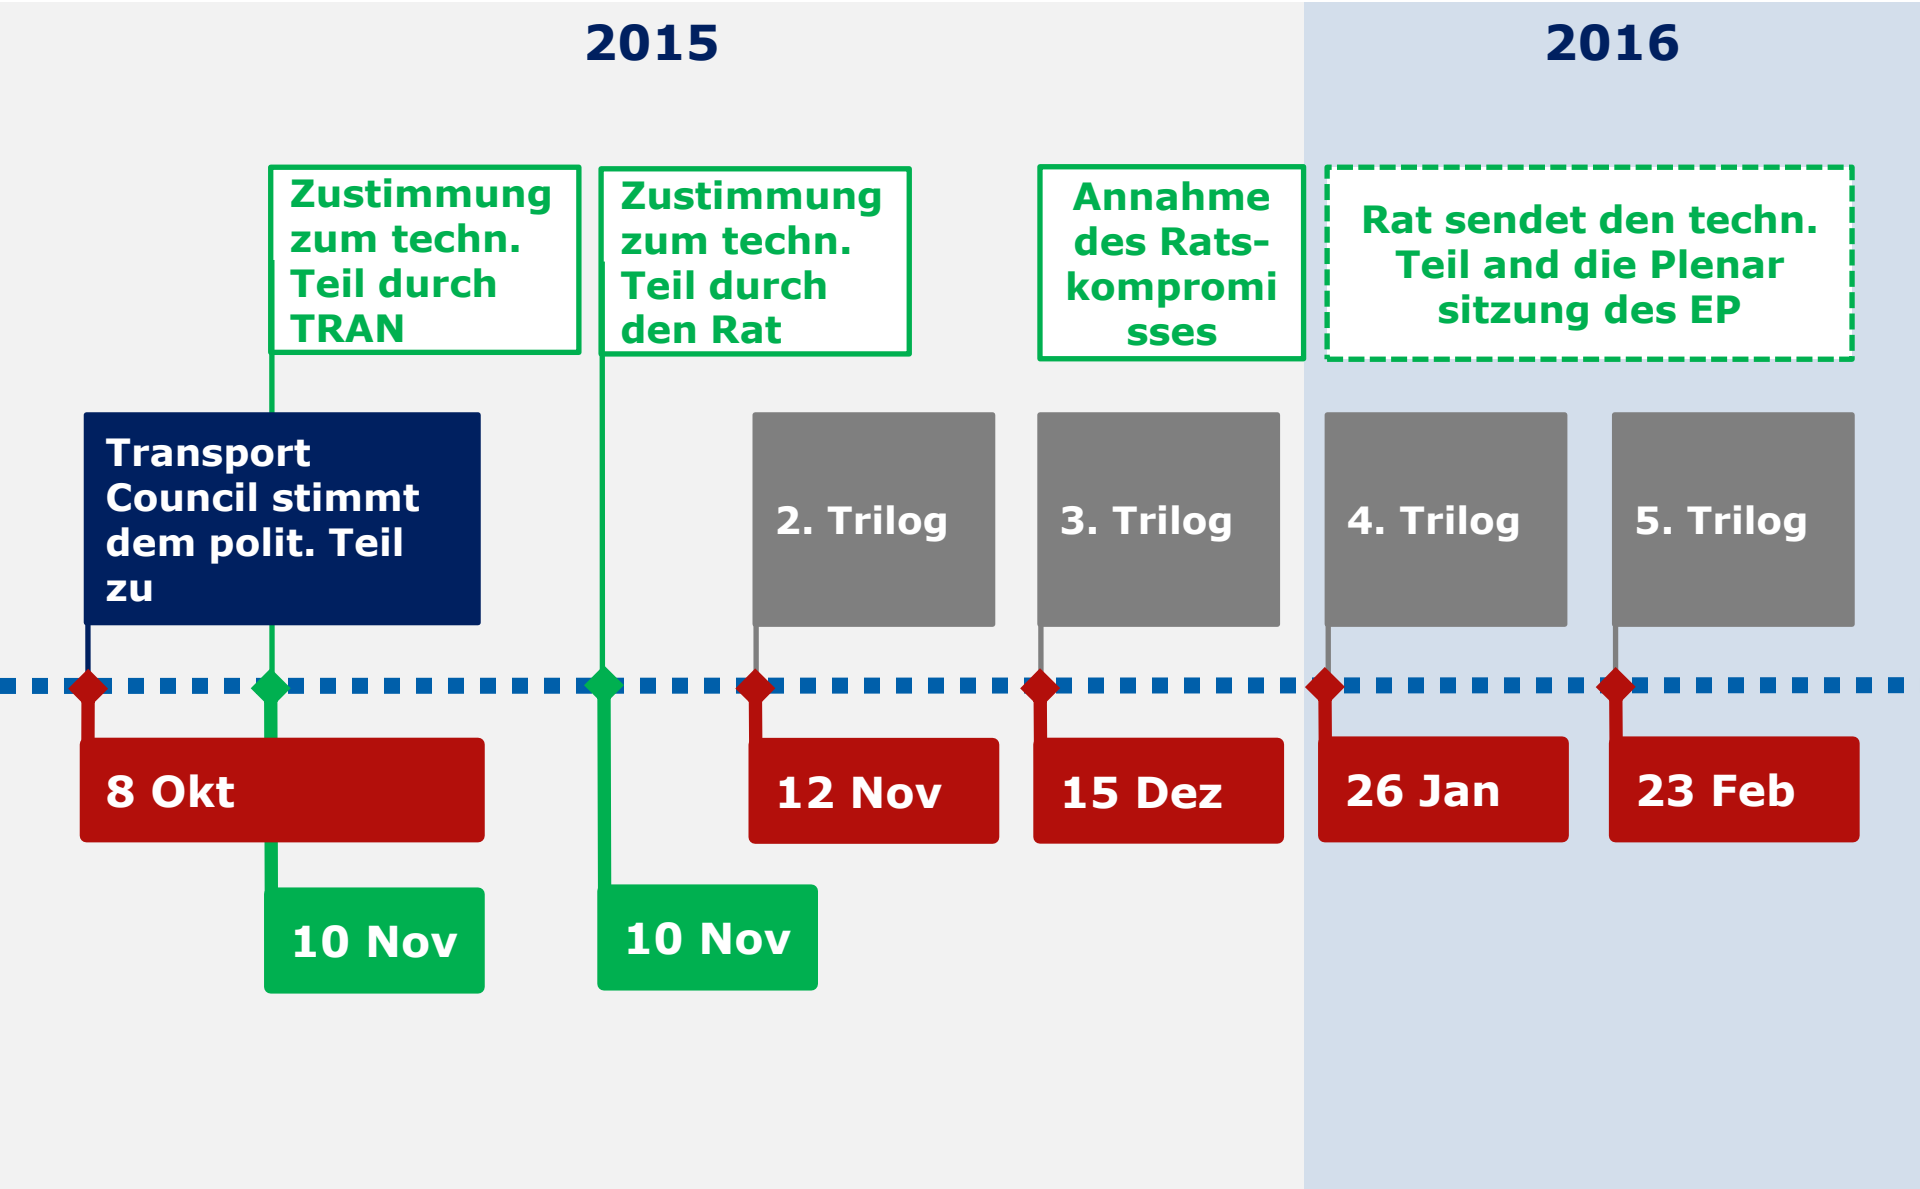 2015
2016
Zustimmung
zum techn.
Teil durch
TRAN
Zustimmung
zum techn.
Teil durch
den Rat
Annahme
des Rats-
kompromi
sses
Rat sendet den techn.
Teil and die Plenar
sitzung des EP
Transport
Council stimmt
dem polit. Teil
zu
2. Trilog
3. Trilog
4. Trilog
5. Trilog
8 Okt
12 Nov
15 Dez
26 Jan
23 Feb
10 Nov
10 Nov